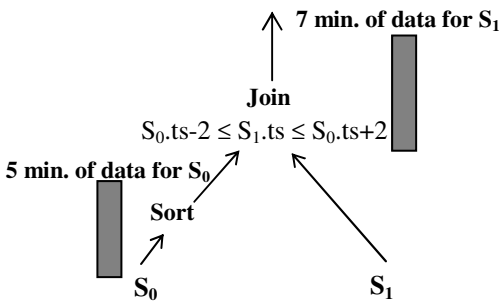 7 min. of data for S₁
Join
S₀.ts-2 ≤ S₁.ts ≤ S₀.ts+2
5 min. of data for S₀
Sort
S₀
S₁